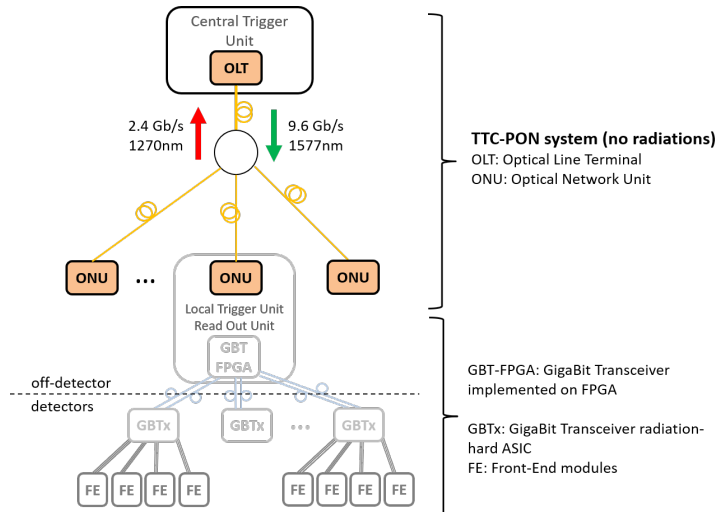 Central Trigger
Unit
OLT
2.4 Gb/s
1270nm
9.6 Gb/s
1577nm
TTC-PON system (no radiations)
OLT: Optical Line Terminal
ONU: Optical Network Unit
ONU
...
ONU
ONU
Local Trigger Unit
Read Out Unit
GBT
FPGA
off-detector
detectors
GBTx
GBTx
...
GBTx
FE
FE
FE
FE
FE
FE
FE
FE
GBT-FPGA: GigaBit Transceiver
implemented on FPGA
GBTx: GigaBit Transceiver radiation-
hard ASIC
FE: Front-End modules